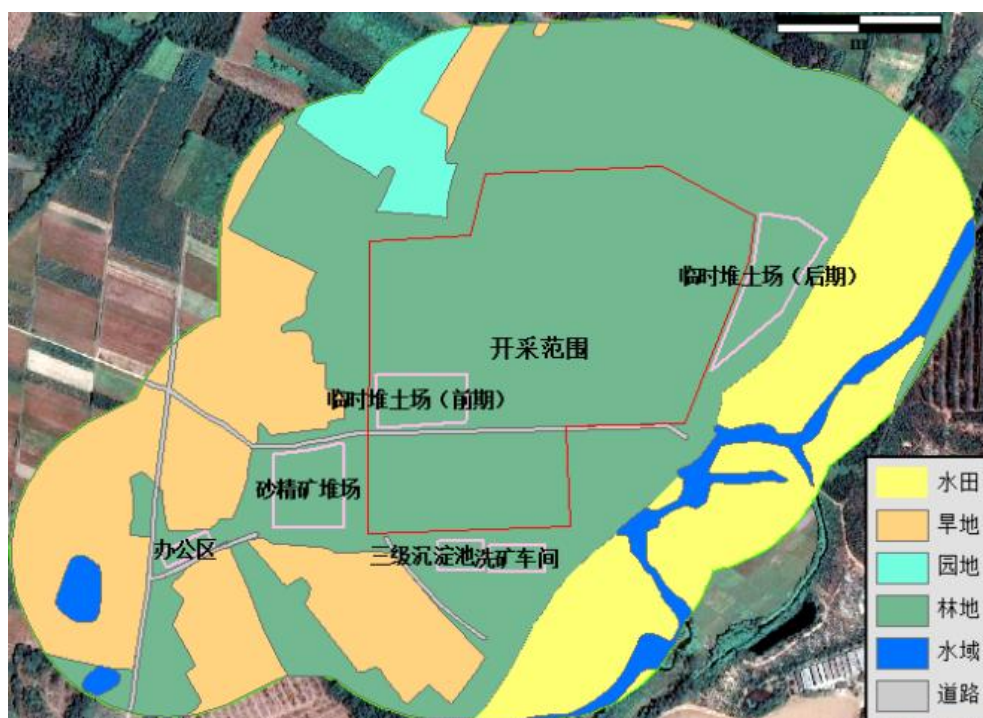 m
临时堆土场（后期）
开采范围
临时堆土场（前期）
砂精矿堆场
办公区
三级沉淀池
洗矿车间
水田
旱地
园地
林地
水域
道路